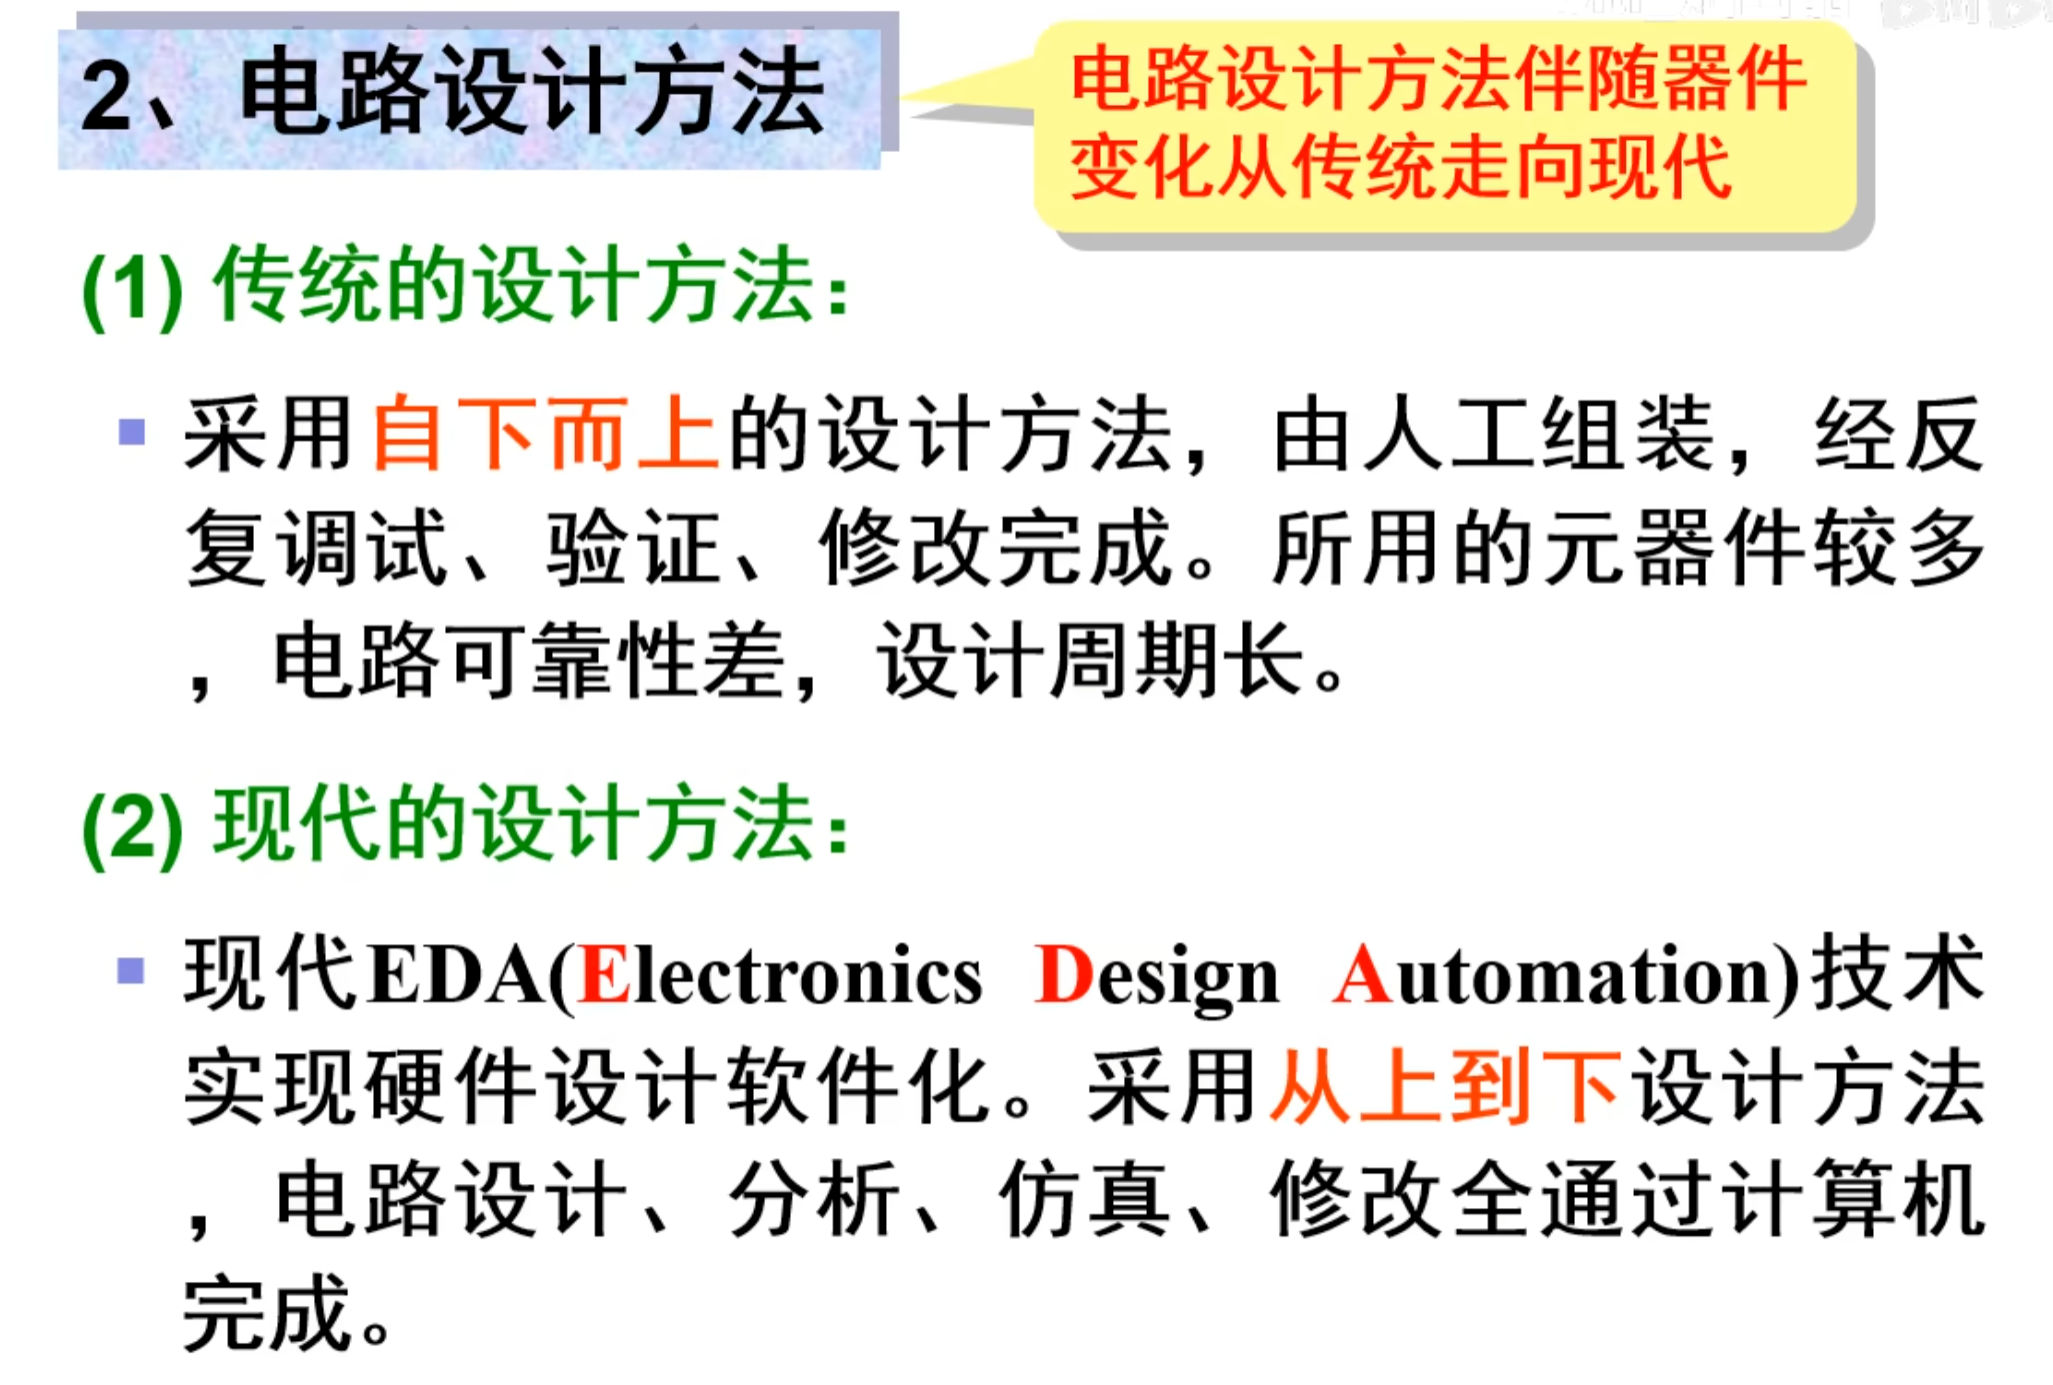 2、电路设计方法
电路设计方法伴随器件
变化从传统走向现代
(1) 传统的设计方法:
采用自下而上的设计方法，由人工组装，经反
复调试、验证、修改完成。所用的元器件较多
，电路可靠性差，设计周期长。
(2) 现代的设计方法:
现代EDA(Electronics Design Automation)技术
实现硬件设计软件化。采用从上到下设计方法
，电路设计、分析、仿真、修改全通过计算机
完成。